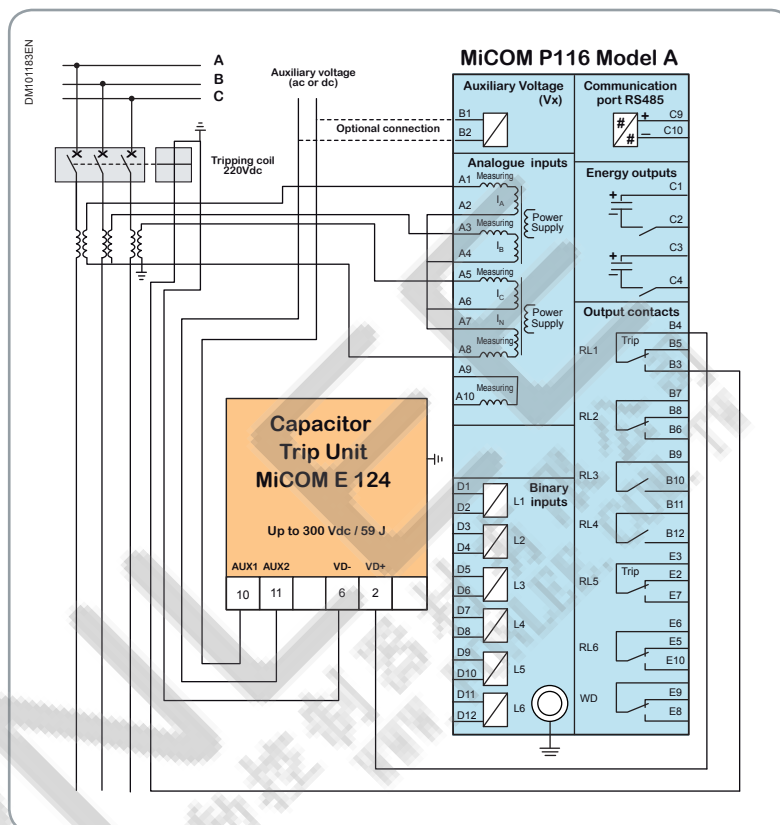 DM101183EN
A
B
C
Auxiliary voltage
(ac or dc)
Optional connection
Tripping coil
220Vdc
MiCOM P116 Model A
Auxiliary Voltage
(Vx)
B1
B2
Communication
port RS485
# #
+ C9
– C10
Analogue inputs
A1 Measuring
A2 IA
A3 Measuring
A4 IB
Power
Supply
A5 Measuring
A6 IC
A7 IN
A8 Measuring
Power
Supply
A9
A10 Measuring
Energy outputs
C1
+
–
C2
C3
+
–
C4
Output contacts
B4
RL1 Trip B5
B3
B7
RL2 B8
B6
B9
RL3 B10
B11
RL4 B12
E3
RL5 Trip E2
E7
E6
RL6 E5
E10
WD E9
E8
Binary
inputs
D1
D2 L1
D3
D4 L2
D5
D6 L3
D7
D8 L4
D9
D10 L5
D11
D12 L6
Capacitor
Trip Unit
MiCOM E 124
Up to 300 Vdc / 59 J
AUX1 AUX2 VD- VD+
10 11 6 2